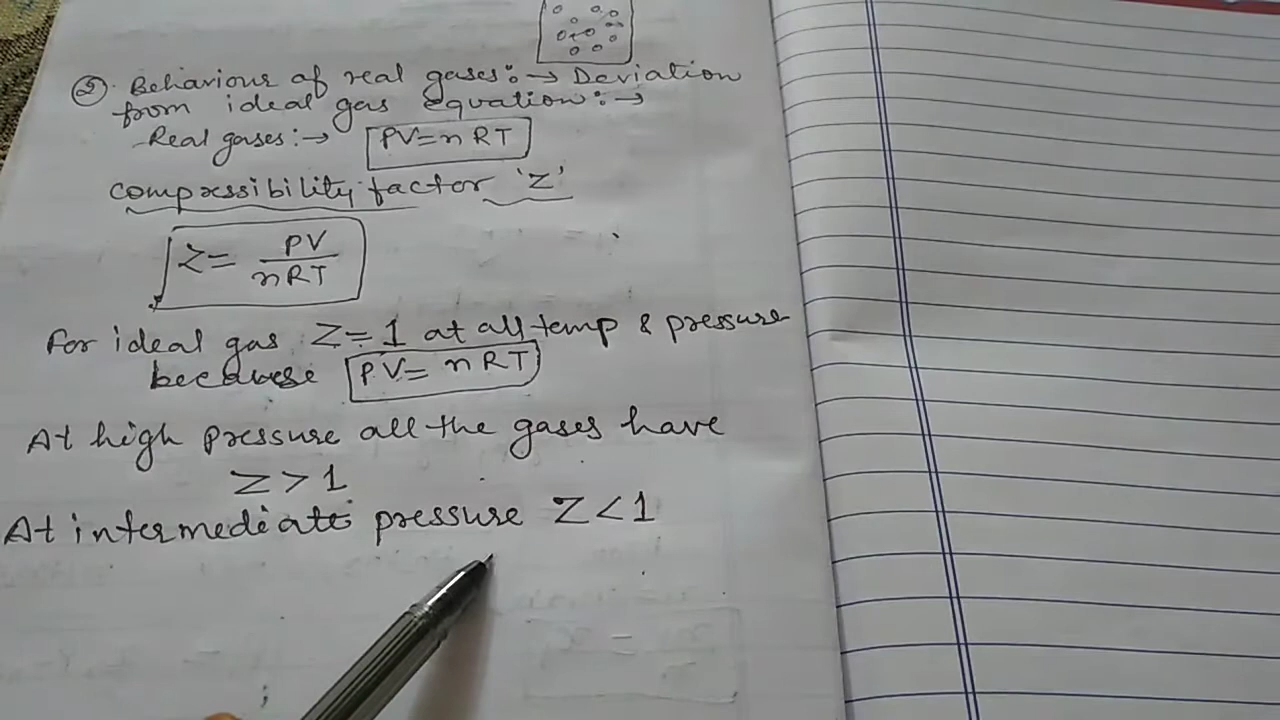 ② Behaviour of real gases:→ Deviation
from ideal gas equation:→
Real gases:→ PV=nRT
compressibility factor 'Z'
Z= PV/nRT
For ideal gas Z=1 at all temp & pressure
because PV= nRT
At high pressure all the gases have
Z>1
At intermediate pressure Z<1